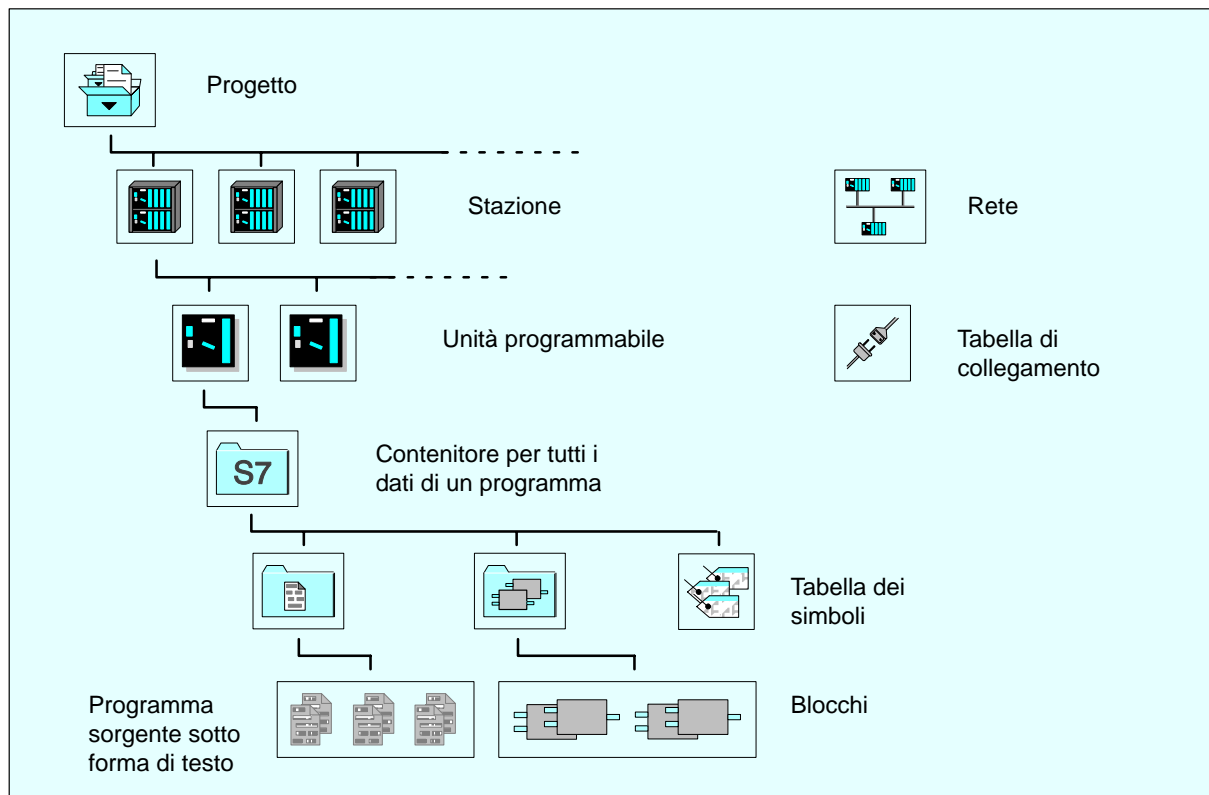 Progetto
Stazione
Rete
Unità programmabile
Tabella di
collegamento
Contenitore per tutti i
dati di un programma
S7
Tabella dei
simboli
Programma
sorgente sotto
forma di testo
Blocchi